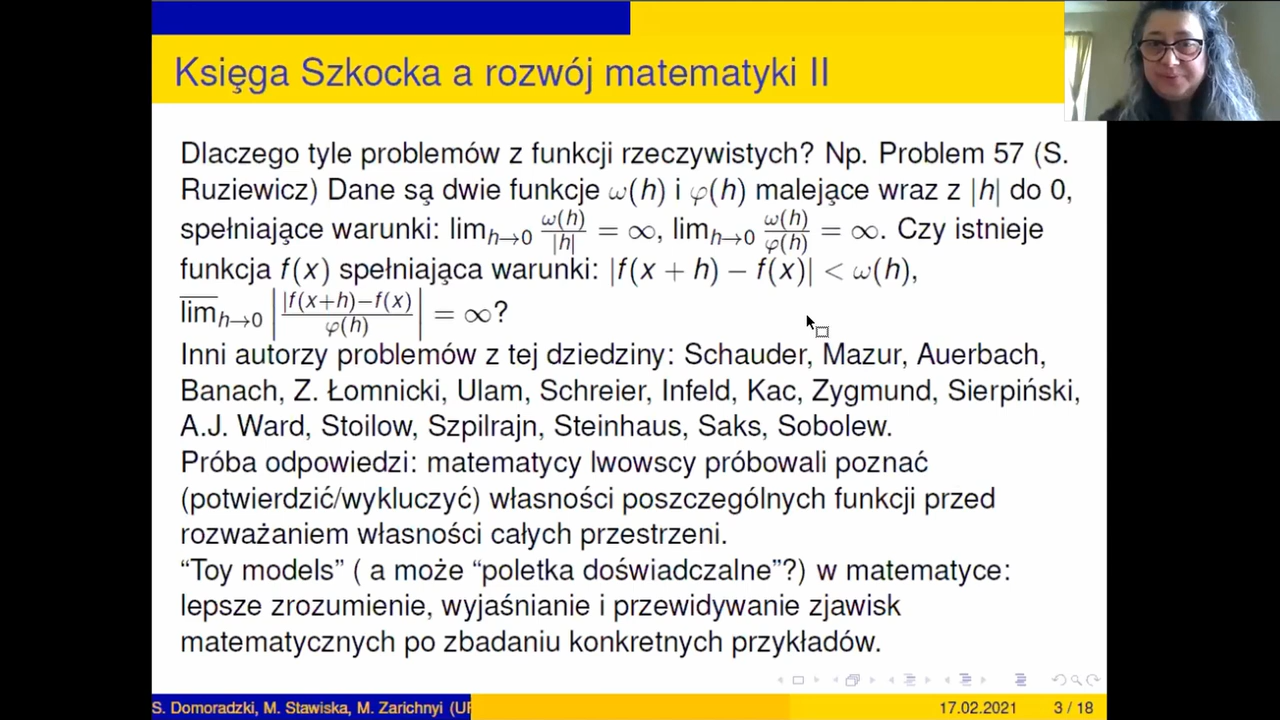 Księga Szkocka a rozwój matematyki II
Dlaczego tyle problemów z funkcji rzeczywistych? Np. Problem 57 (S.
Ruziewicz) Dane są dwie funkcje ω(h) i φ(h) malejące wraz z |h| do 0,
spełniające warunki: lim_{h→0} ω(h)/|h| = ∞, lim_{h→0} ω(h)/φ(h) = ∞. Czy istnieje
funkcja f(x) spełniająca warunki: |f(x + h) − f(x)| < ω(h),
\overline{lim}_{h→0} | |f(x+h)−f(x)/φ(h) | = ∞?
Inni autorzy problemów z tej dziedziny: Schauder, Mazur, Auerbach,
Banach, Z. Łomnicki, Ulam, Schreier, Infeld, Kac, Zygmund, Sierpiński,
A.J. Ward, Stoilow, Szpilrajn, Steinhaus, Saks, Sobolew.
Próba odpowiedzi: matematycy lwowscy próbowali poznać
(potwierdzić/wykluczyć) własności poszczególnych funkcji przed
rozważaniem własności całych przestrzeni.
“Toy models” ( a może “poletka doświadczalne”?) w matematyce:
lepsze zrozumienie, wyjaśnianie i przewidywanie zjawisk
matematycznych po zbadaniu konkretnych przykładów.
S. Domoradzki, M. Stawiska, M. Zarichnyi (UR 17.02.2021 3 / 18